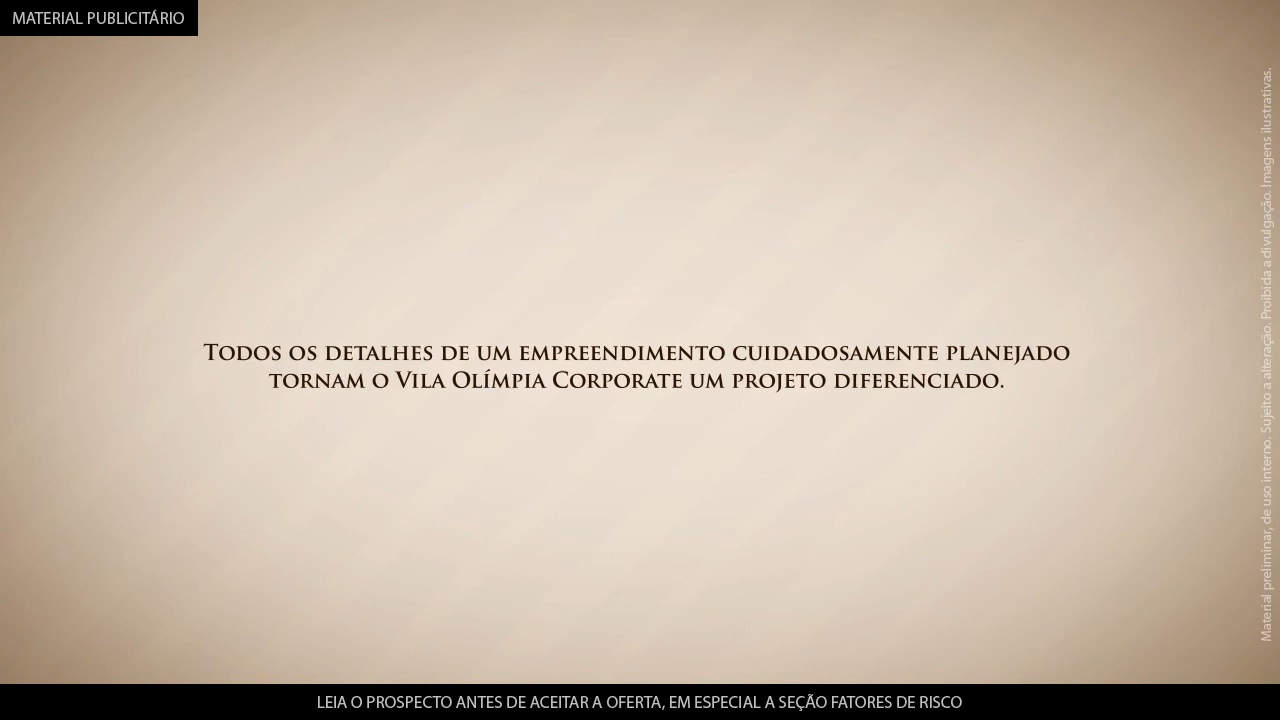 MATERIAL PUBLICITÁRIO
Todos os detalhes de um empreendimento cuidadosamente planejado
tornam o Vila Olímpia Corporate um projeto diferenciado.
Material preliminar, de uso interno. Sujeito a alteração. Proibida a divulgação. Imagens ilustrativas.
LEIA O PROSPECTO ANTES DE ACEITAR A OFERTA, EM ESPECIAL A SEÇÃO FATORES DE RISCO